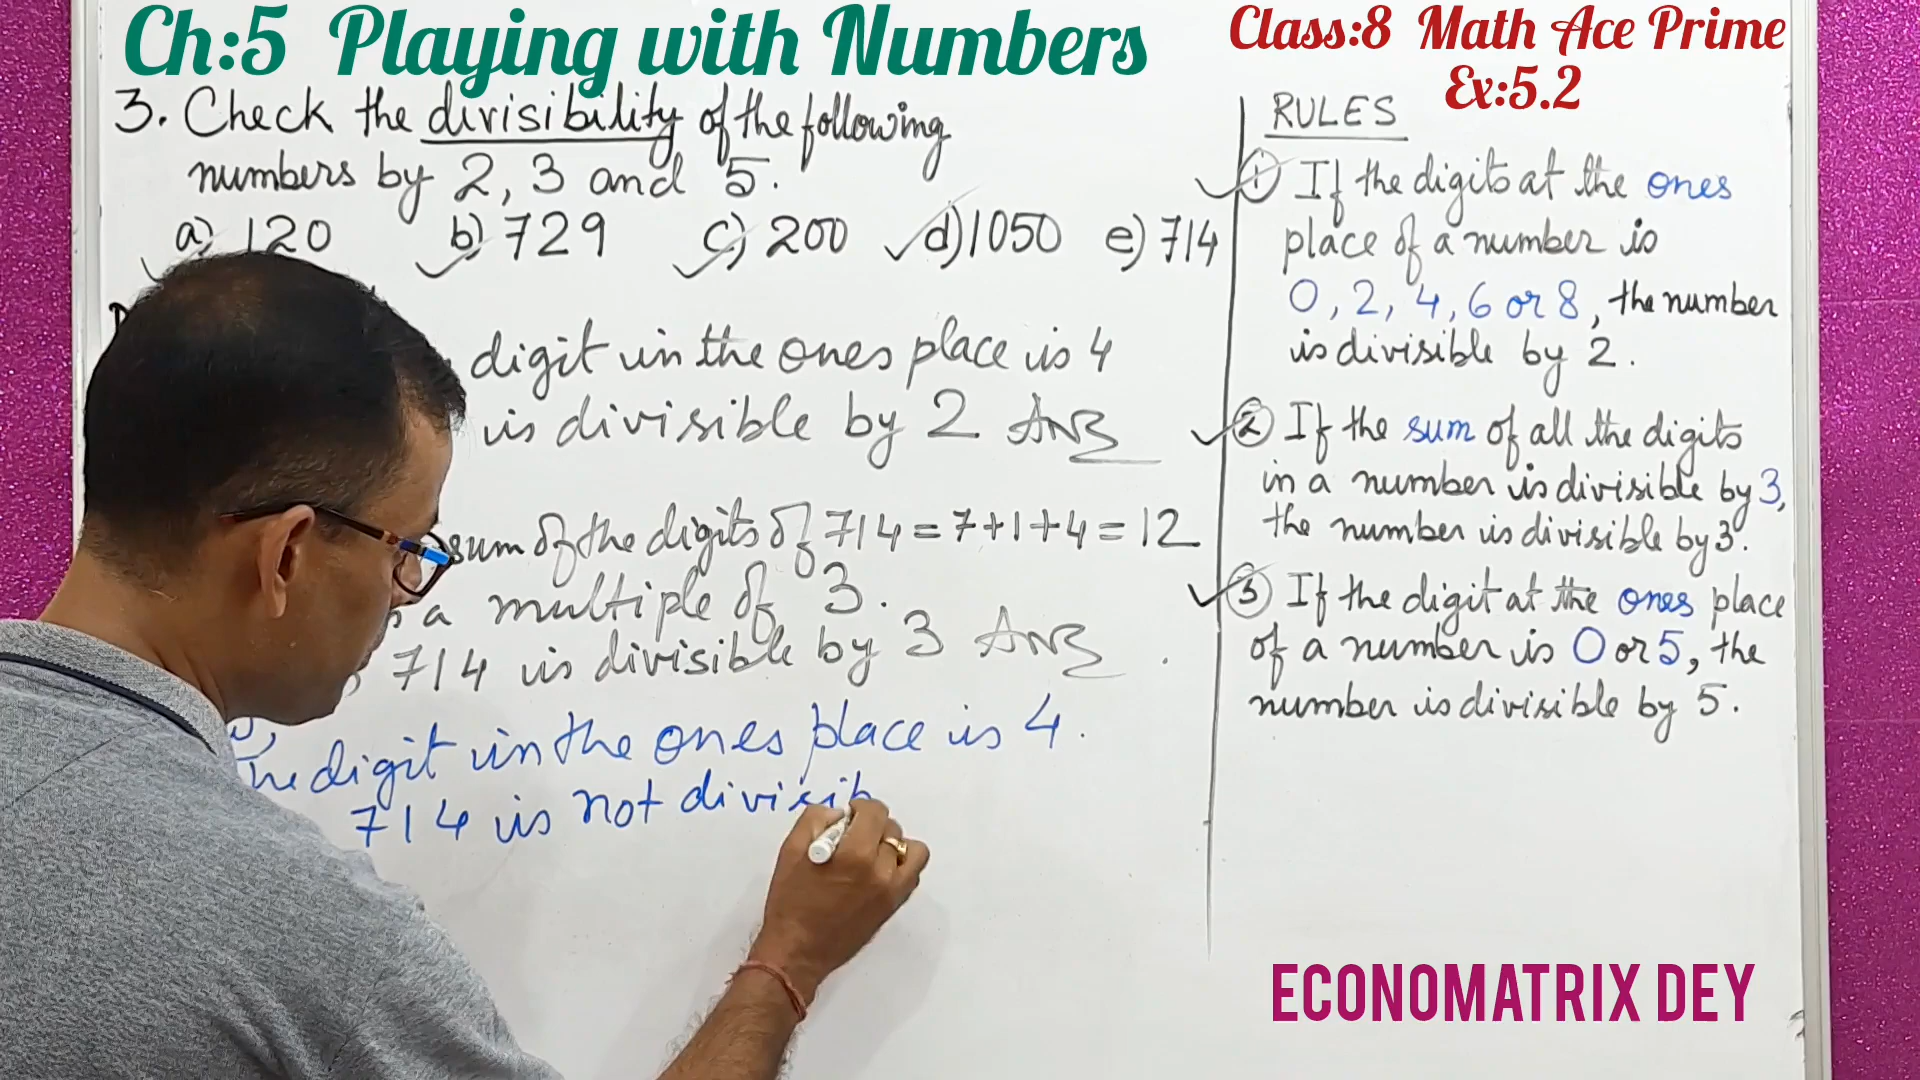 Ch:5 Playing with Numbers
Class:8 Math Ace Prime
Ex:5.2
3. Check the divisibility of the following
numbers by 2, 3 and 5.
a) 120 b) 729 c) 200 d) 1050 e) 714
digit in the ones place is 4
is divisible by 2 Ans
sum of the digits of 714 = 7+1+4 = 12
a multiple of 3.
714 is divisible by 3 Ans
The digit in the ones place is 4.
714 is not divisib
RULES
① If the digits at the ones
place of a number is
0, 2, 4, 6 or 8, the number
is divisible by 2.
② If the sum of all the digits
in a number is divisible by 3,
the number is divisible by 3.
③ If the digit at the ones place
of a number is 0 or 5, the
number is divisible by 5.
ECONOMATRIX DEY